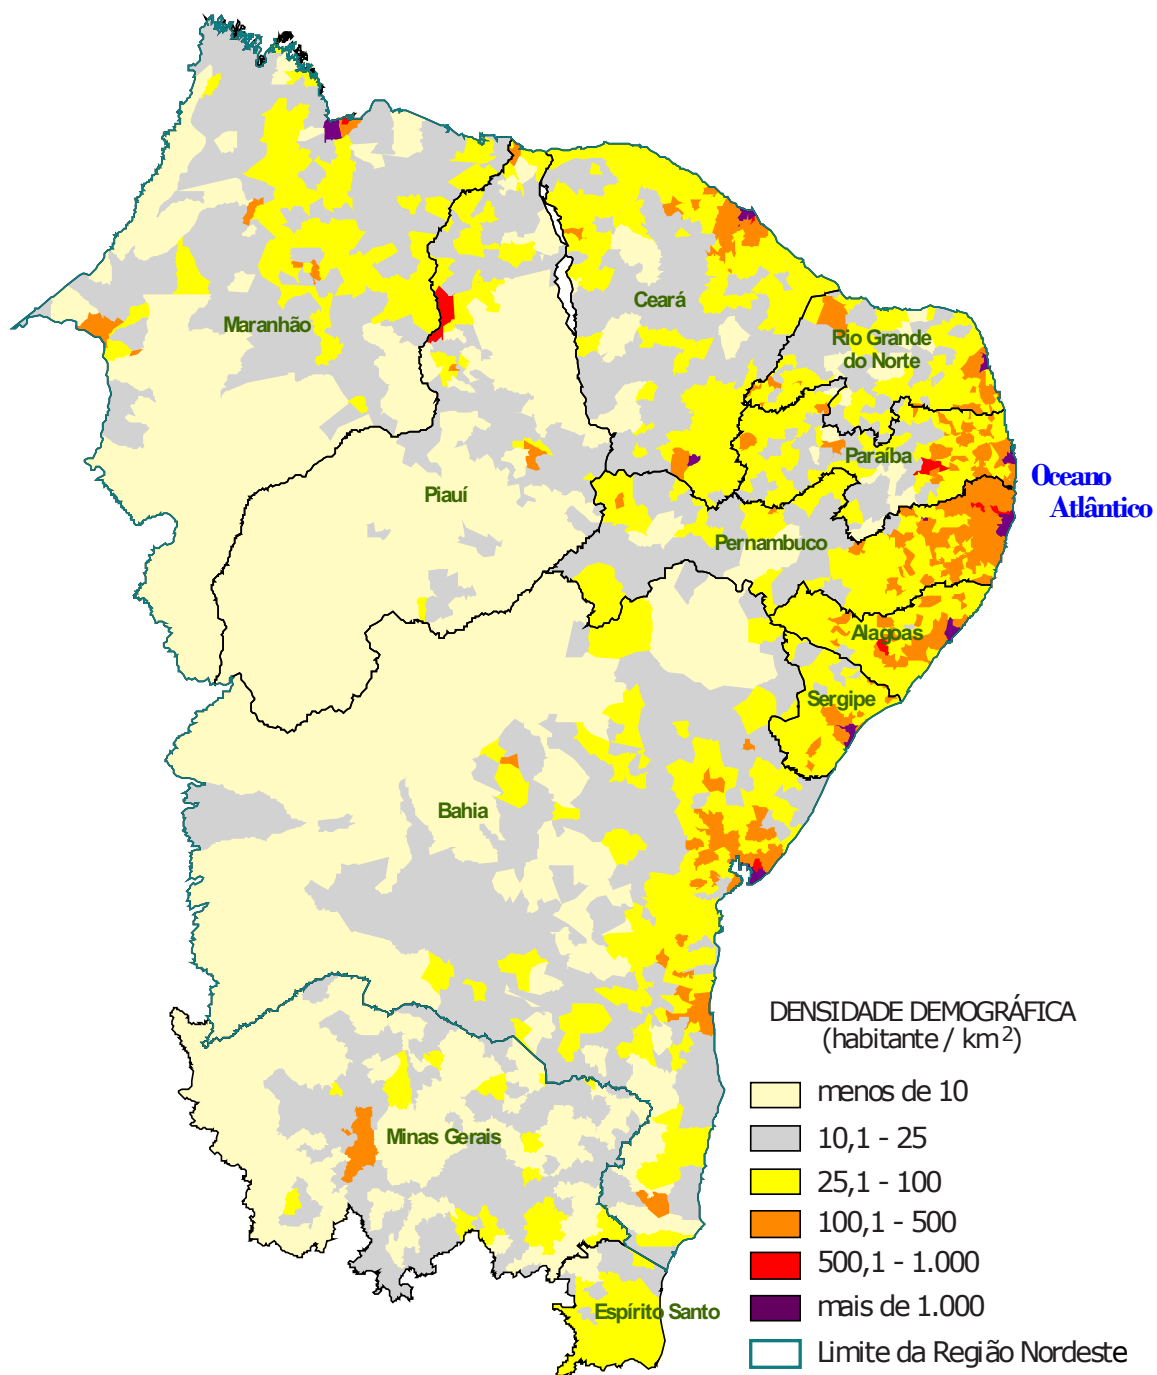 Maranhão
Ceará
Rio Grande
do Norte
Paraíba
Piauí
Pernambuco
Oceano
Atlântico
Alagoas
Sergipe
Bahia
Minas Gerais
Espírito Santo
DENSIDADE DEMOGRÁFICA
(habitante / km²)
menos de 10
10,1 - 25
25,1 - 100
100,1 - 500
500,1 - 1.000
mais de 1.000
Limite da Região Nordeste